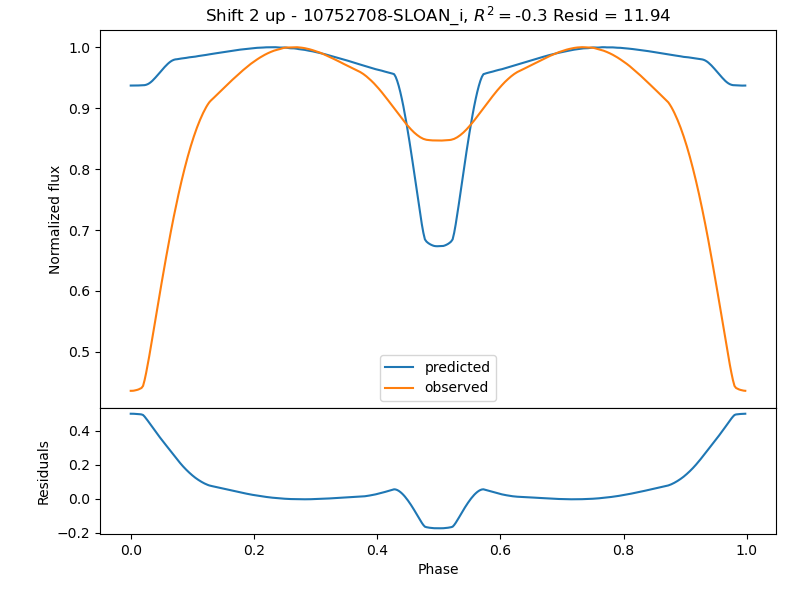 Shift 2 up - 10752708-SLOAN_i, R² = -0.3 Resid = 11.94
Normalized flux
1.0
0.9
0.8
0.7
0.6
0.5
predicted
observed
Residuals
0.4
0.2
0.0
−0.2
0.0 0.2 0.4 0.6 0.8 1.0
Phase